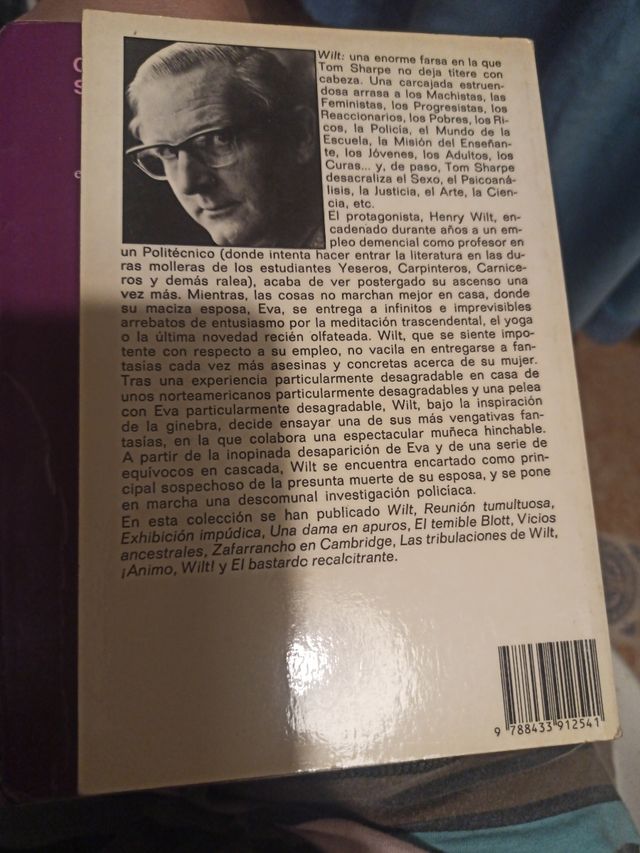 Wilt: una enorme farsa en la que
Tom Sharpe no deja títere con
cabeza. Una carcajada estruen-
dosa arrasa a los Machistas, las
Feministas, los Progresistas, los
Reaccionarios, los Pobres, los Ri-
cos, la Policía, el Mundo de la
Escuela, la Misión del Enseñan-
te, los Jóvenes, los Adultos, los
Curas... y, de paso, Tom Sharpe
desacraliza el Sexo, el Psicoaná-
lisis, la Justicia, el Arte, la Cien-
cia, etc.
El protagonista, Henry Wilt, en-
cadenado durante años a un em-
pleo demencial como profesor en
un Politécnico (donde intenta hacer entrar la literatura en las du-
ras molleras de los estudiantes Yeseros, Carpinteros, Carnice-
ros y demás ralea), acaba de ver postergado su ascenso una
vez más. Mientras, las cosas no marchan mejor en casa, donde
su maciza esposa, Eva, se entrega a infinitos e imprevisibles
arrebatos de entusiasmo por la meditación trascendental, el yoga
o la última novedad recién olfateada. Wilt, que se siente impo-
tente con respecto a su empleo, no vacila en entregarse a fan-
tasías cada vez más asesinas y concretas acerca de su mujer.
Tras una experiencia particularmente desagradable en casa de
unos norteamericanos particularmente desagradables y una pelea
con Eva particularmente desagradable, Wilt, bajo la inspiración
de la ginebra, decide ensayar una de sus más vengativas fan-
tasías, en la que colabora una espectacular muñeca hinchable.
A partir de la inopinada desaparición de Eva y de una serie de
equívocos en cascada, Wilt se encuentra encartado como prin-
cipal sospechoso de la presunta muerte de su esposa, y se pone
en marcha una descomunal investigación policíaca.
En esta colección se han publicado Wilt, Reunión tumultuosa,
Exhibición impúdica, Una dama en apuros, El temible Blott, Vicios
ancestrales, Zafarrancho en Cambridge, Las tribulaciones de Wilt,
¡Animo, Wilt! y El bastardo recalcitrante.
9 788433 912541